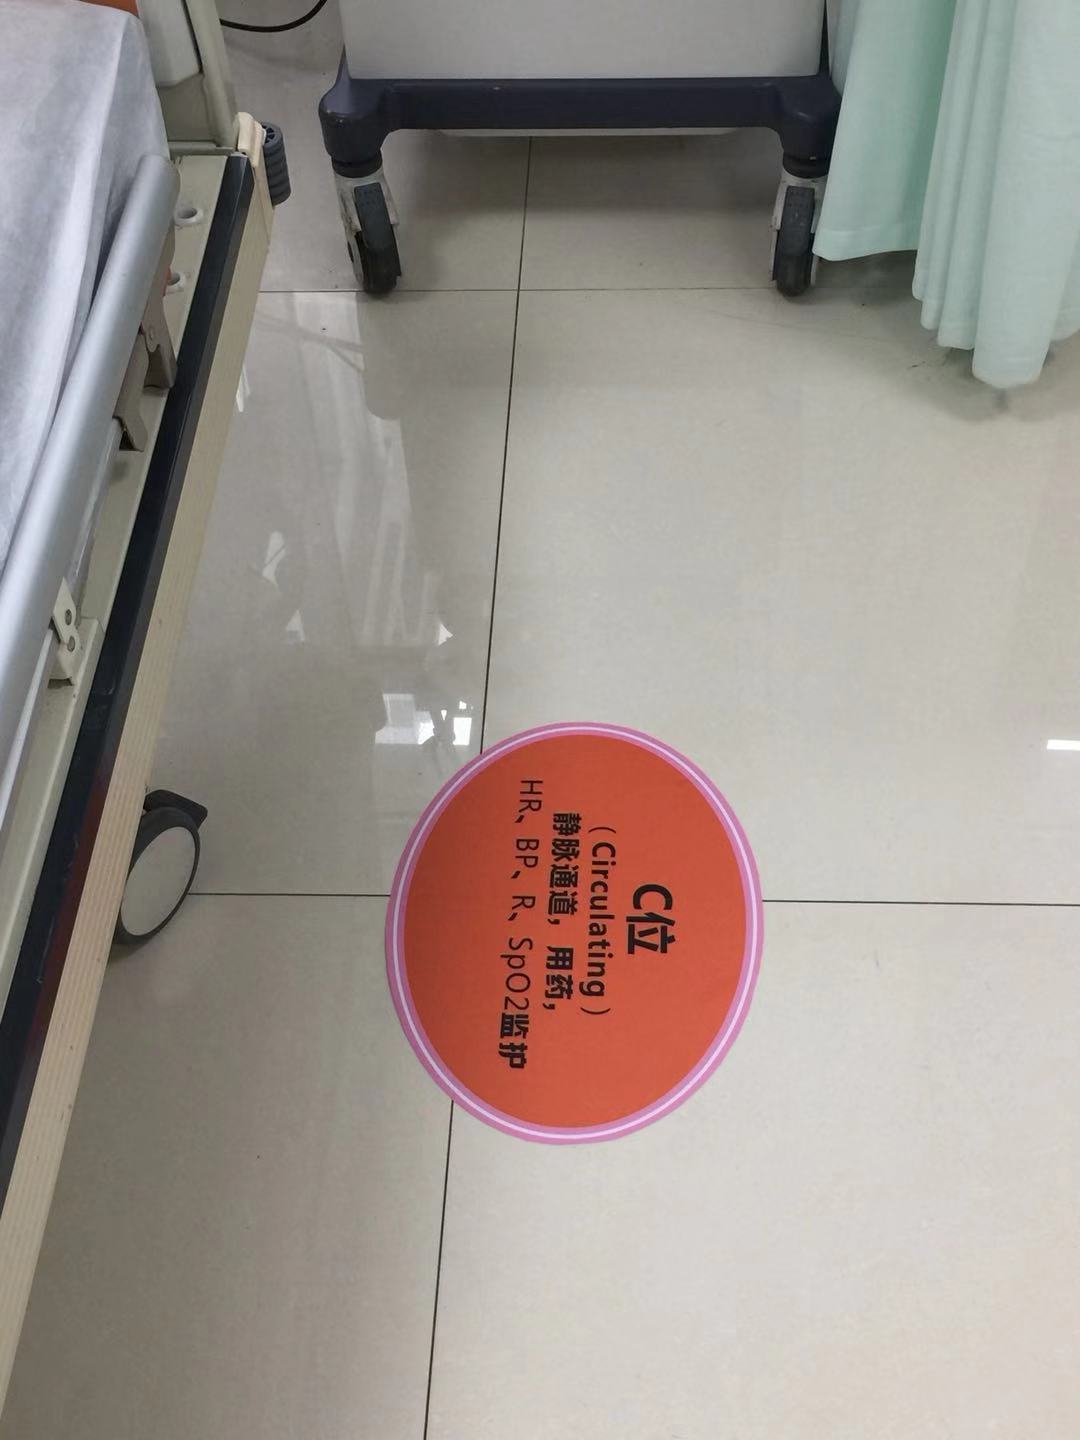 C位
（Circulating）
静脉通道，用药，
HR、BP、R、SpO2监护